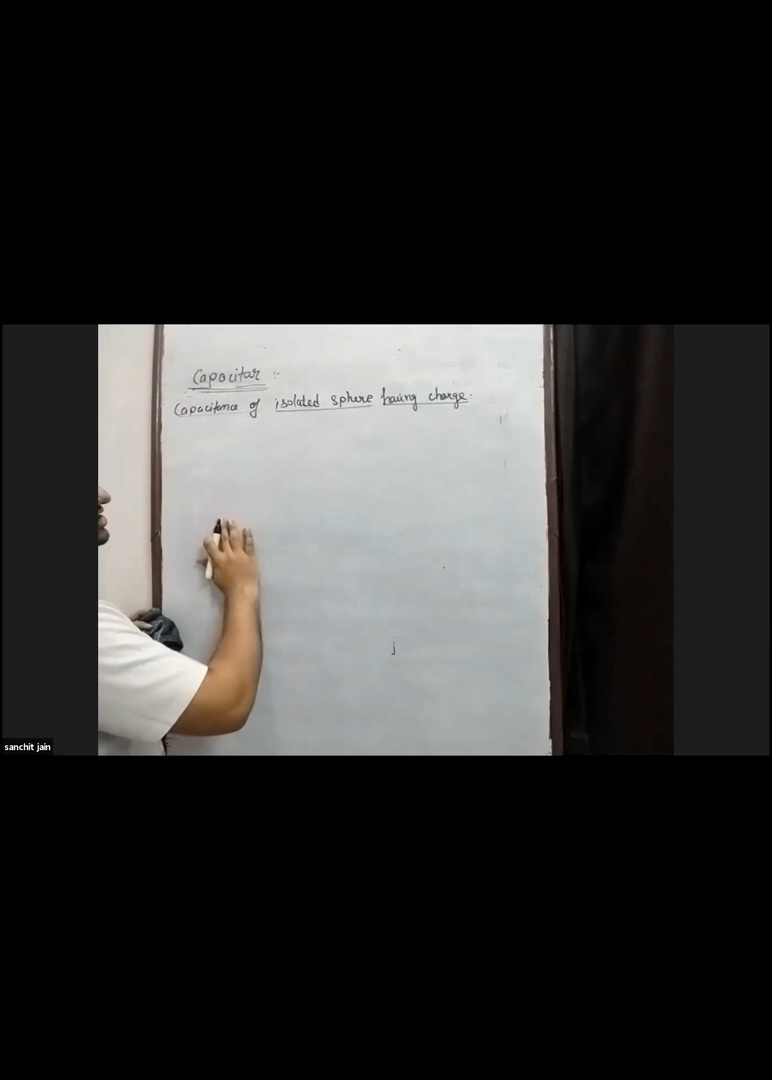 Capacitor :-
Capacitance of isolated sphere having charge.
j
sanchit jain